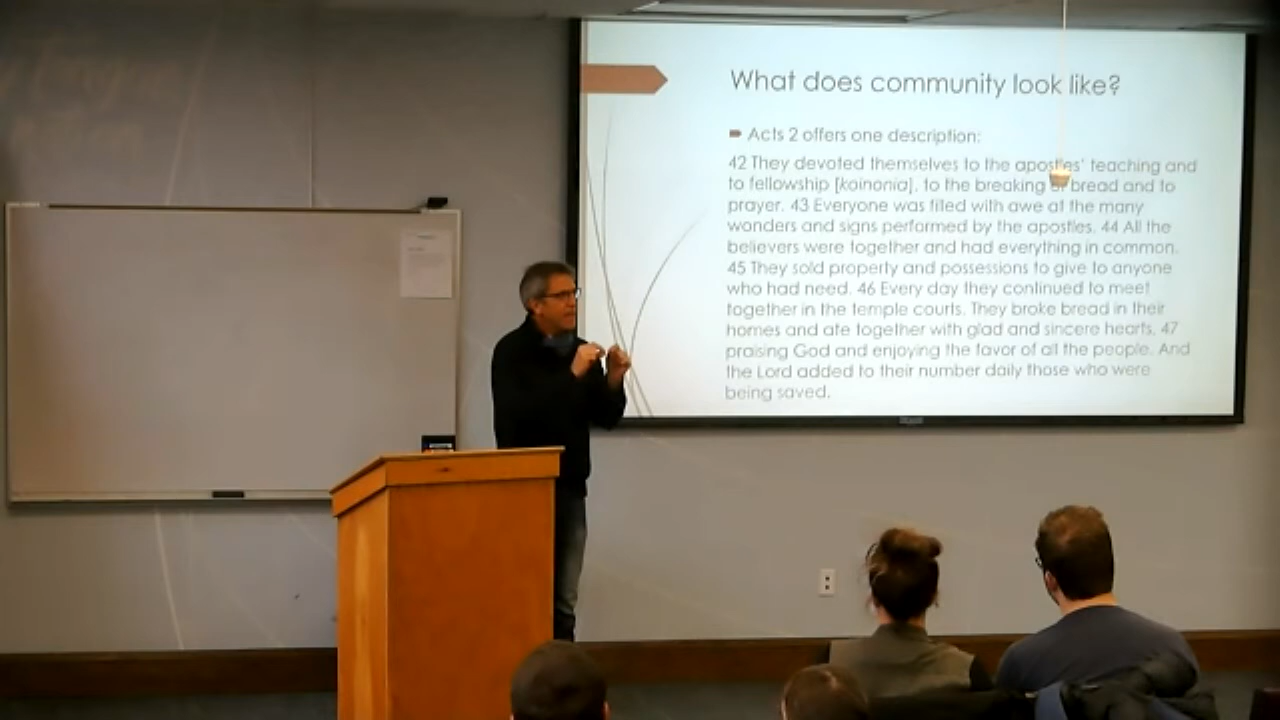 What does community look like?
Acts 2 offers one description:
42 They devoted themselves to the apostles' teaching and
to fellowship [koinonia], to the breaking of bread and to
prayer. 43 Everyone was filled with awe at the many
wonders and signs performed by the apostles. 44 All the
believers were together and had everything in common.
45 They sold property and possessions to give to anyone
who had need. 46 Every day they continued to meet
together in the temple courts. They broke bread in their
homes and ate together with glad and sincere hearts, 47
praising God and enjoying the favor of all the people. And
the Lord added to their number daily those who were
being saved.